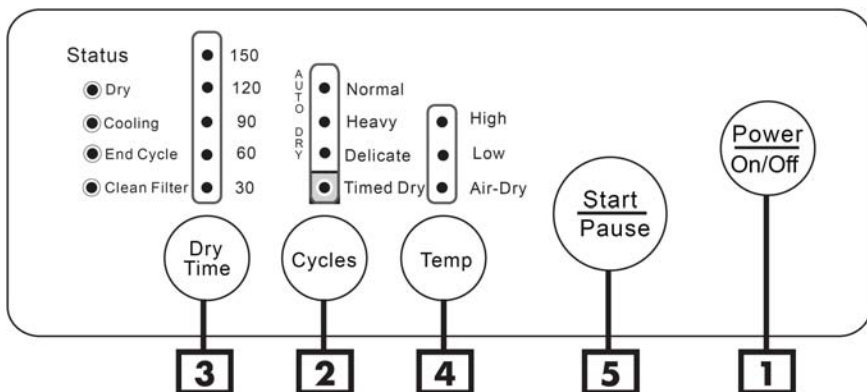 Status
Dry
Cooling
End Cycle
Clean Filter
150
120
90
60
30
AUTO DRY
Normal
Heavy
Delicate
Timed Dry
High
Low
Air-Dry
Dry
Time
Cycles
Temp
Start
Pause
Power
On/Off
3
2
4
5
1